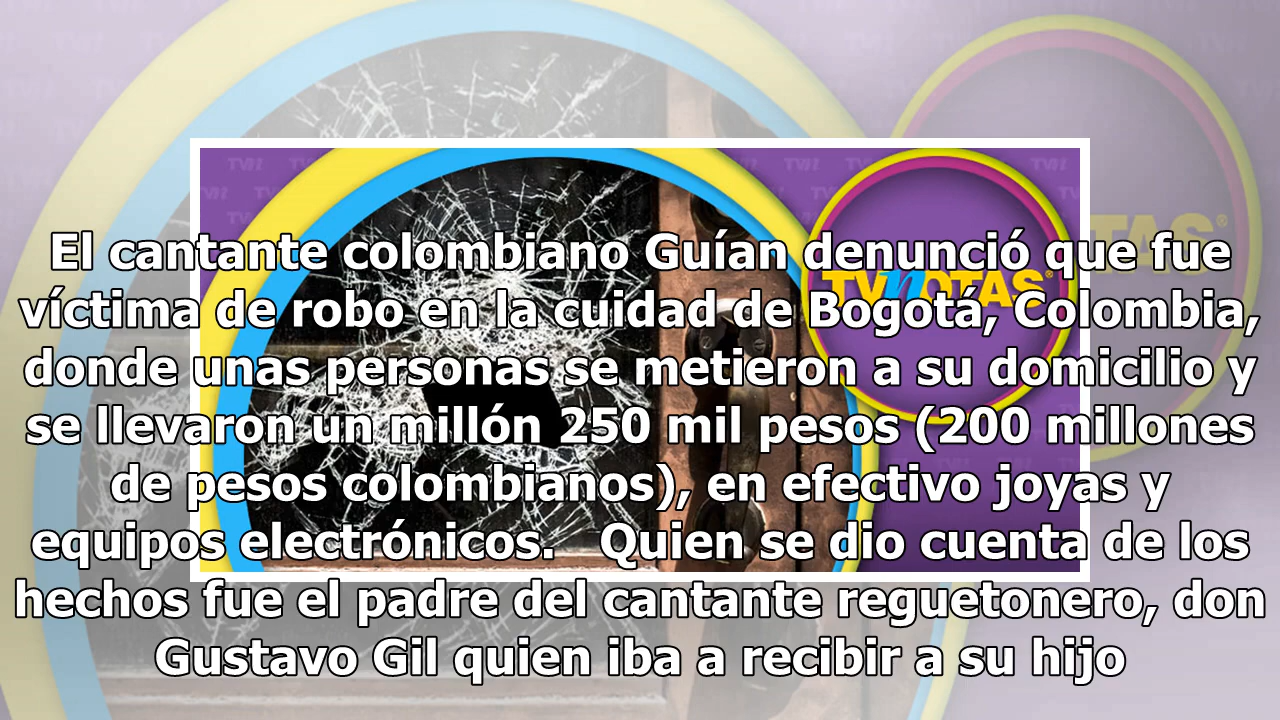 El cantante colombiano Guían denunció que fue
víctima de robo en la cuidad de Bogotá, Colombia,
donde unas personas se metieron a su domicilio y
se llevaron un millón 250 mil pesos (200 millones
de pesos colombianos), en efectivo joyas y
equipos electrónicos.   Quien se dio cuenta de los
hechos fue el padre del cantante reguetonero, don
Gustavo Gil quien iba a recibir a su hijo
TVNOTAS®